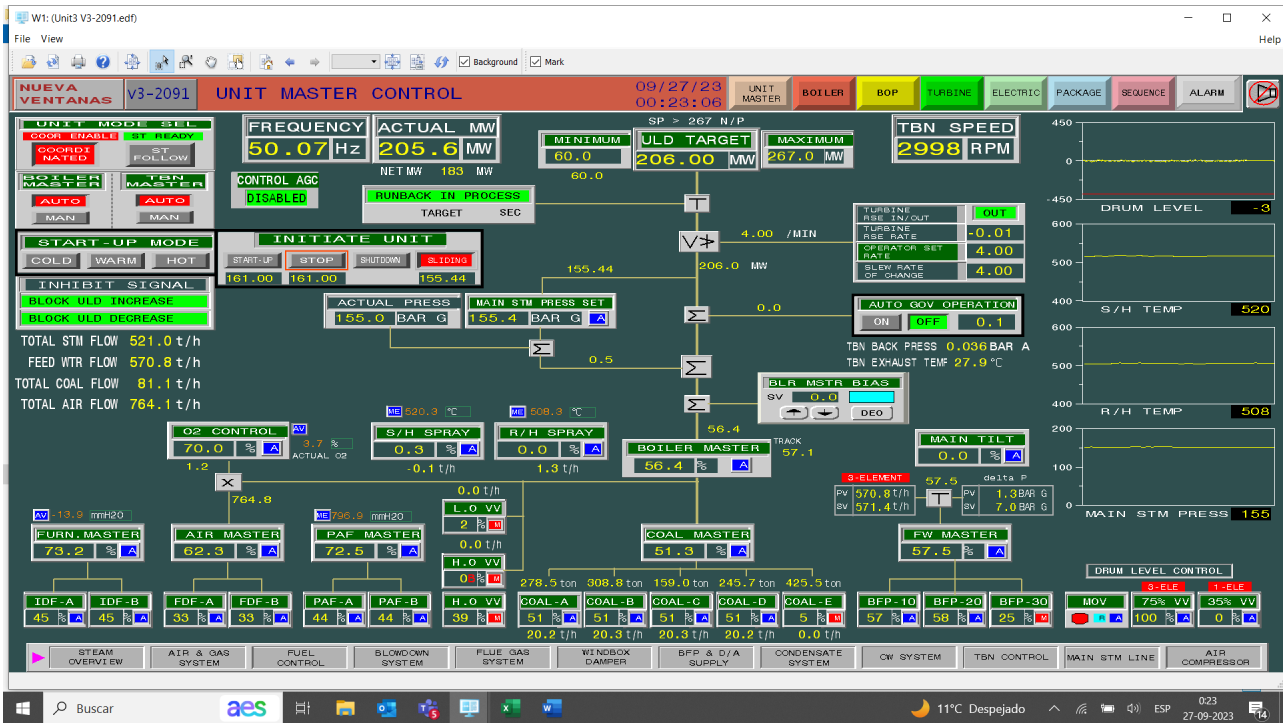 W1: (Unit3 V3-2091.edf)
File View Help
Background Mark
NUEVA VENTANAS V3-2091 UNIT MASTER CONTROL 09/27/23 00:23:06 UNIT MASTER BOILER BOP TURBINE ELECTRIC PACKAGE SEQUENCE ALARM
UNIT MODE SEL
COOR ENABLE ST READY
COORDI NATED ST FOLLOW
BOILER MASTER TBN MASTER
AUTO AUTO
MAN MAN
FREQUENCY
50.07 Hz
ACTUAL MW
205.6 MW
NET MW 183 MW
CONTROL AGC
DISABLED
RUNBACK IN PROCESS
TARGET SEC
SP > 267 N/P
MINIMUM
60.0
60.0
ULD TARGET
206.00 MW
MAXIMUM
267.0 MW
TBN SPEED
2998 RPM
T
V
4.00 /MIN
206.0 MW
TURBINE RSE IN/OUT OUT
TURBINE RSE RATE -0.01
OPERATOR SET RATE 4.00
SLEW RATE OF CHANGE 4.00
START-UP MODE
COLD WARM HOT
INITIATE UNIT
START-UP STOP SHUTDOWN SLIDING
161.00 161.00 155.44
INHIBIT SIGNAL
BLOCK ULD INCREASE
BLOCK ULD DECREASE
155.44
ACTUAL PRESS
155.0 BAR G
MAIN STM PRESS SET
155.4 BAR G A
Σ
0.5
Σ
0.0
Σ
AUTO GOV OPERATION
ON OFF 0.1
TBN BACK PRESS 0.036 BAR A
TBN EXHAUST TEMP 27.9 °C
TOTAL STM FLOW 521.0 t/h
FEED WTR FLOW 570.8 t/h
TOTAL COAL FLOW 81.1 t/h
TOTAL AIR FLOW 764.1 t/h
Σ
BLR MSTR BIAS
SV 0.0
DEO
56.4
O2 CONTROL AV
70.0 % A 3.7 %
ACTUAL O2
1.2
X
764.8
ME 520.3 °C
S/H SPRAY
0.3 % A
-0.1 t/h
ME 508.3 °C
R/H SPRAY
0.0 % A
1.3 t/h
BOILER MASTER
56.4 % A
TRACK
57.1
MAIN TILT
0.0 % A
3-ELEMENT 57.5 delta P
PV 570.8 t/h T PV 1.3 BAR G
SV 571.4 t/h SV 7.0 BAR G
450
0
-450
DRUM LEVEL -3
600
500
400
S/H TEMP 520
600
500
400
R/H TEMP 508
200
100
0
MAIN STM PRESS 155
AV -13.9 mmH2O
FURN.MASTER
73.2 % A
AIR MASTER
62.3 % A
ME 796.9 mmH2O
PAF MASTER
72.5 % A
0.0 t/h
L.O VV
2 % M
0.0 t/h
H.O VV
0 % M
H.O VV
39 % M
COAL MASTER
51.3 % A
FW MASTER
57.5 % A
DRUM LEVEL CONTROL
3-ELE 1-ELE
IDF-A
45 % A
IDF-B
45 % A
FDF-A
33 % A
FDF-B
33 % A
PAF-A
44 % A
PAF-B
44 % A
278.5 ton 308.8 ton 159.0 ton 245.7 ton 425.5 ton
COAL-A COAL-B COAL-C COAL-D COAL-E
51 % A 51 % A 51 % A 51 % A 5 % M
20.2 t/h 20.3 t/h 20.3 t/h 20.2 t/h 0.0 t/h
BFP-10 BFP-20 BFP-30
57 % A 58 % A 25 % M
MOV 75% VV 35% VV
R A 100 % A 0 % A
STEAM OVERVIEW AIR & GAS SYSTEM FUEL CONTROL BLOWDOWN SYSTEM FLUE GAS SYSTEM WINDBOX DAMPER BFP & D/A SUPPLY CONDENSATE SYSTEM CW SYSTEM TBN CONTROL MAIN STM LINE AIR COMPRESSOR
Buscar aes 11°C Despejado ESP 0:23
27-09-2023 14